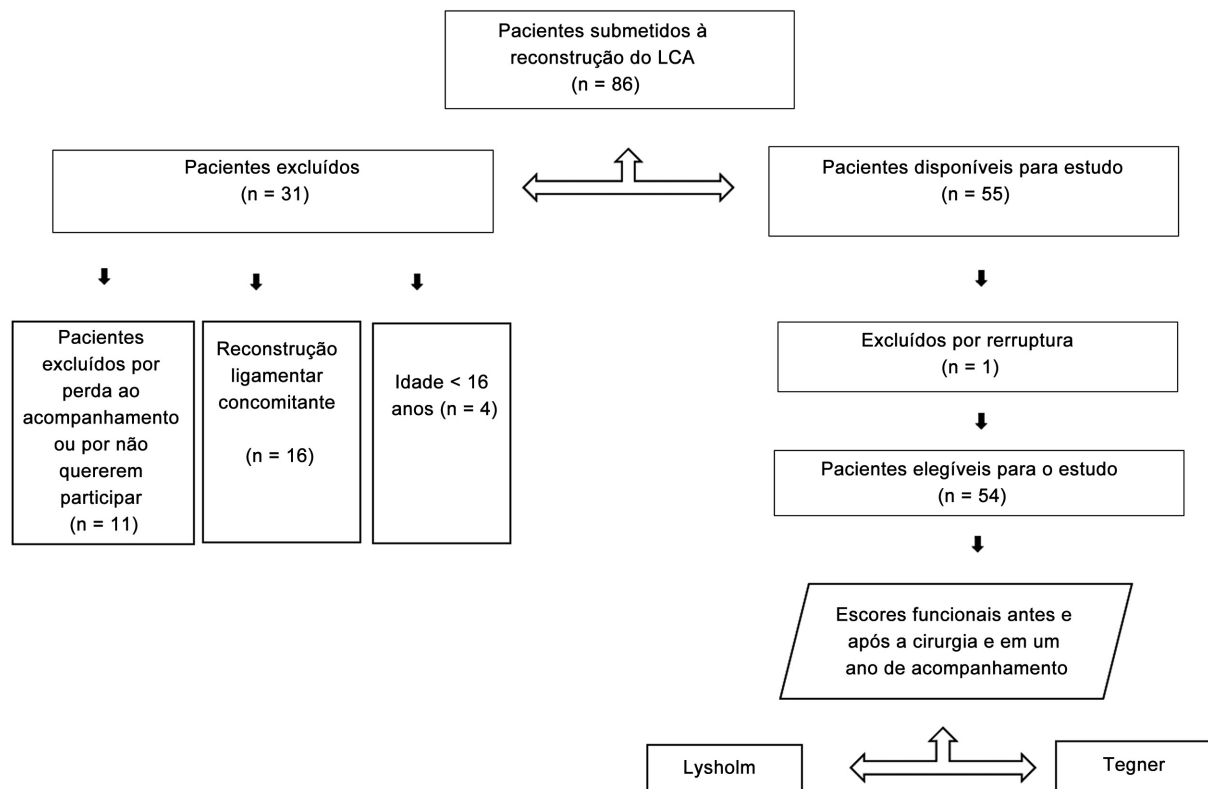 Pacientes submetidos à
reconstrução do LCA
(n = 86)
Pacientes excluídos
(n = 31)
Pacientes disponíveis para estudo
(n = 55)
Pacientes
excluídos por
perda ao
acompanhamento
ou por não
quererem
participar
(n = 11)
Reconstrução
ligamentar
concomitante
(n = 16)
Idade < 16
anos (n = 4)
Excluídos por rerruptura
(n = 1)
Pacientes elegíveis para o estudo
(n = 54)
Escores funcionais antes e
após a cirurgia e em um
ano de acompanhamento
Lysholm
Tegner